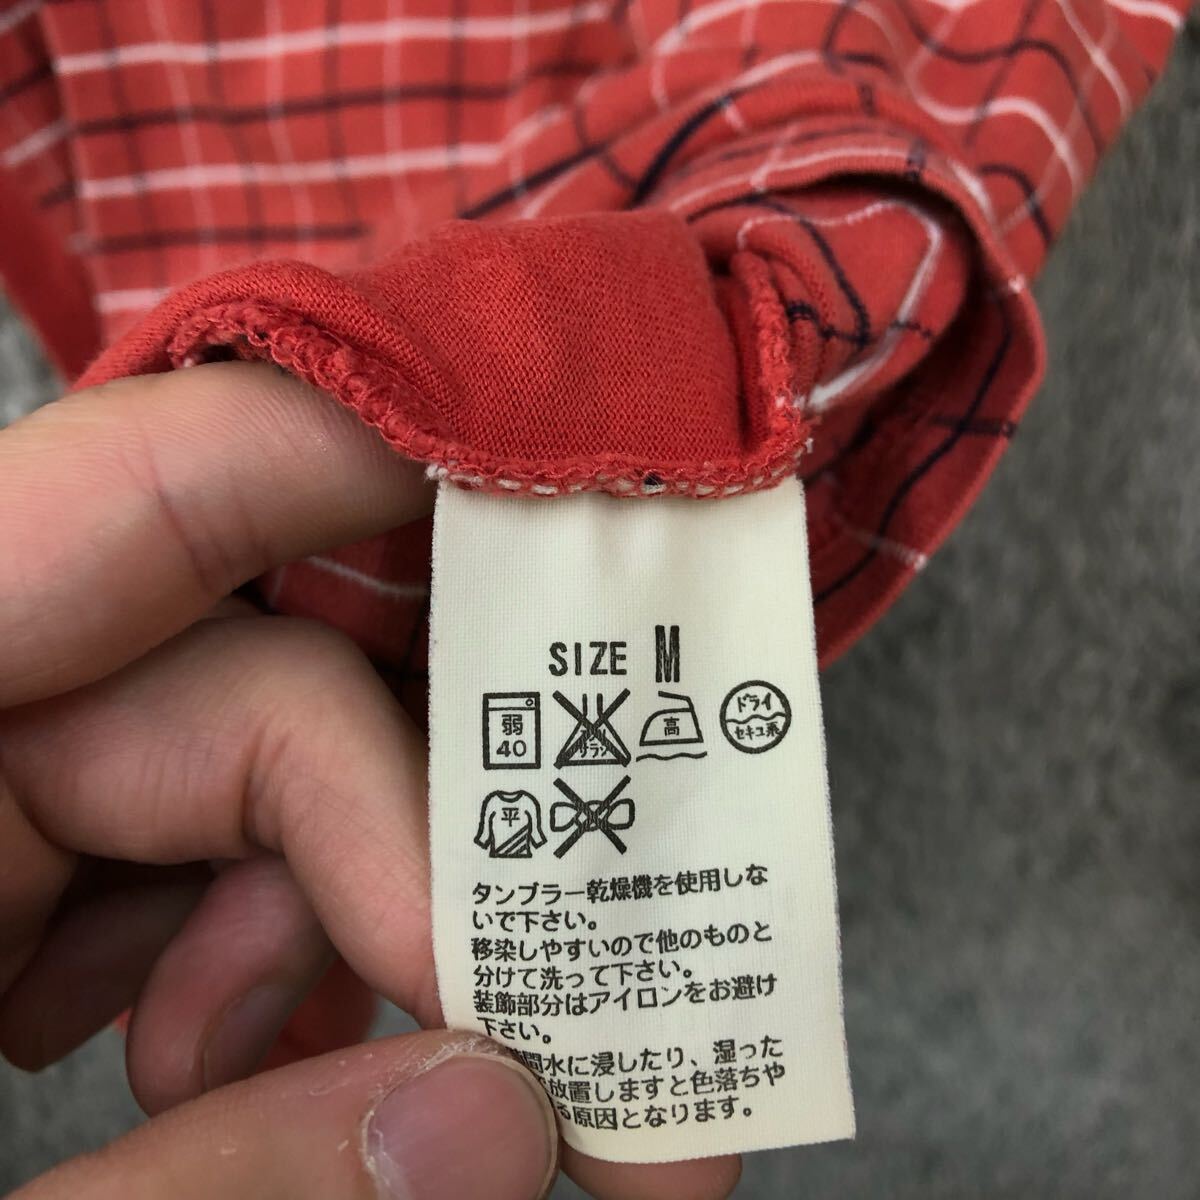 SIZE M
弱 高 ドライ
40 サラシ セキユ系
平
タンブラー乾燥機を使用しな
いで下さい。
移染しやすいので他のものと
分けて洗って下さい。
装飾部分はアイロンをお避け
下さい。
間水に浸したり、湿った
放置しますと色落ちや
る原因となります。